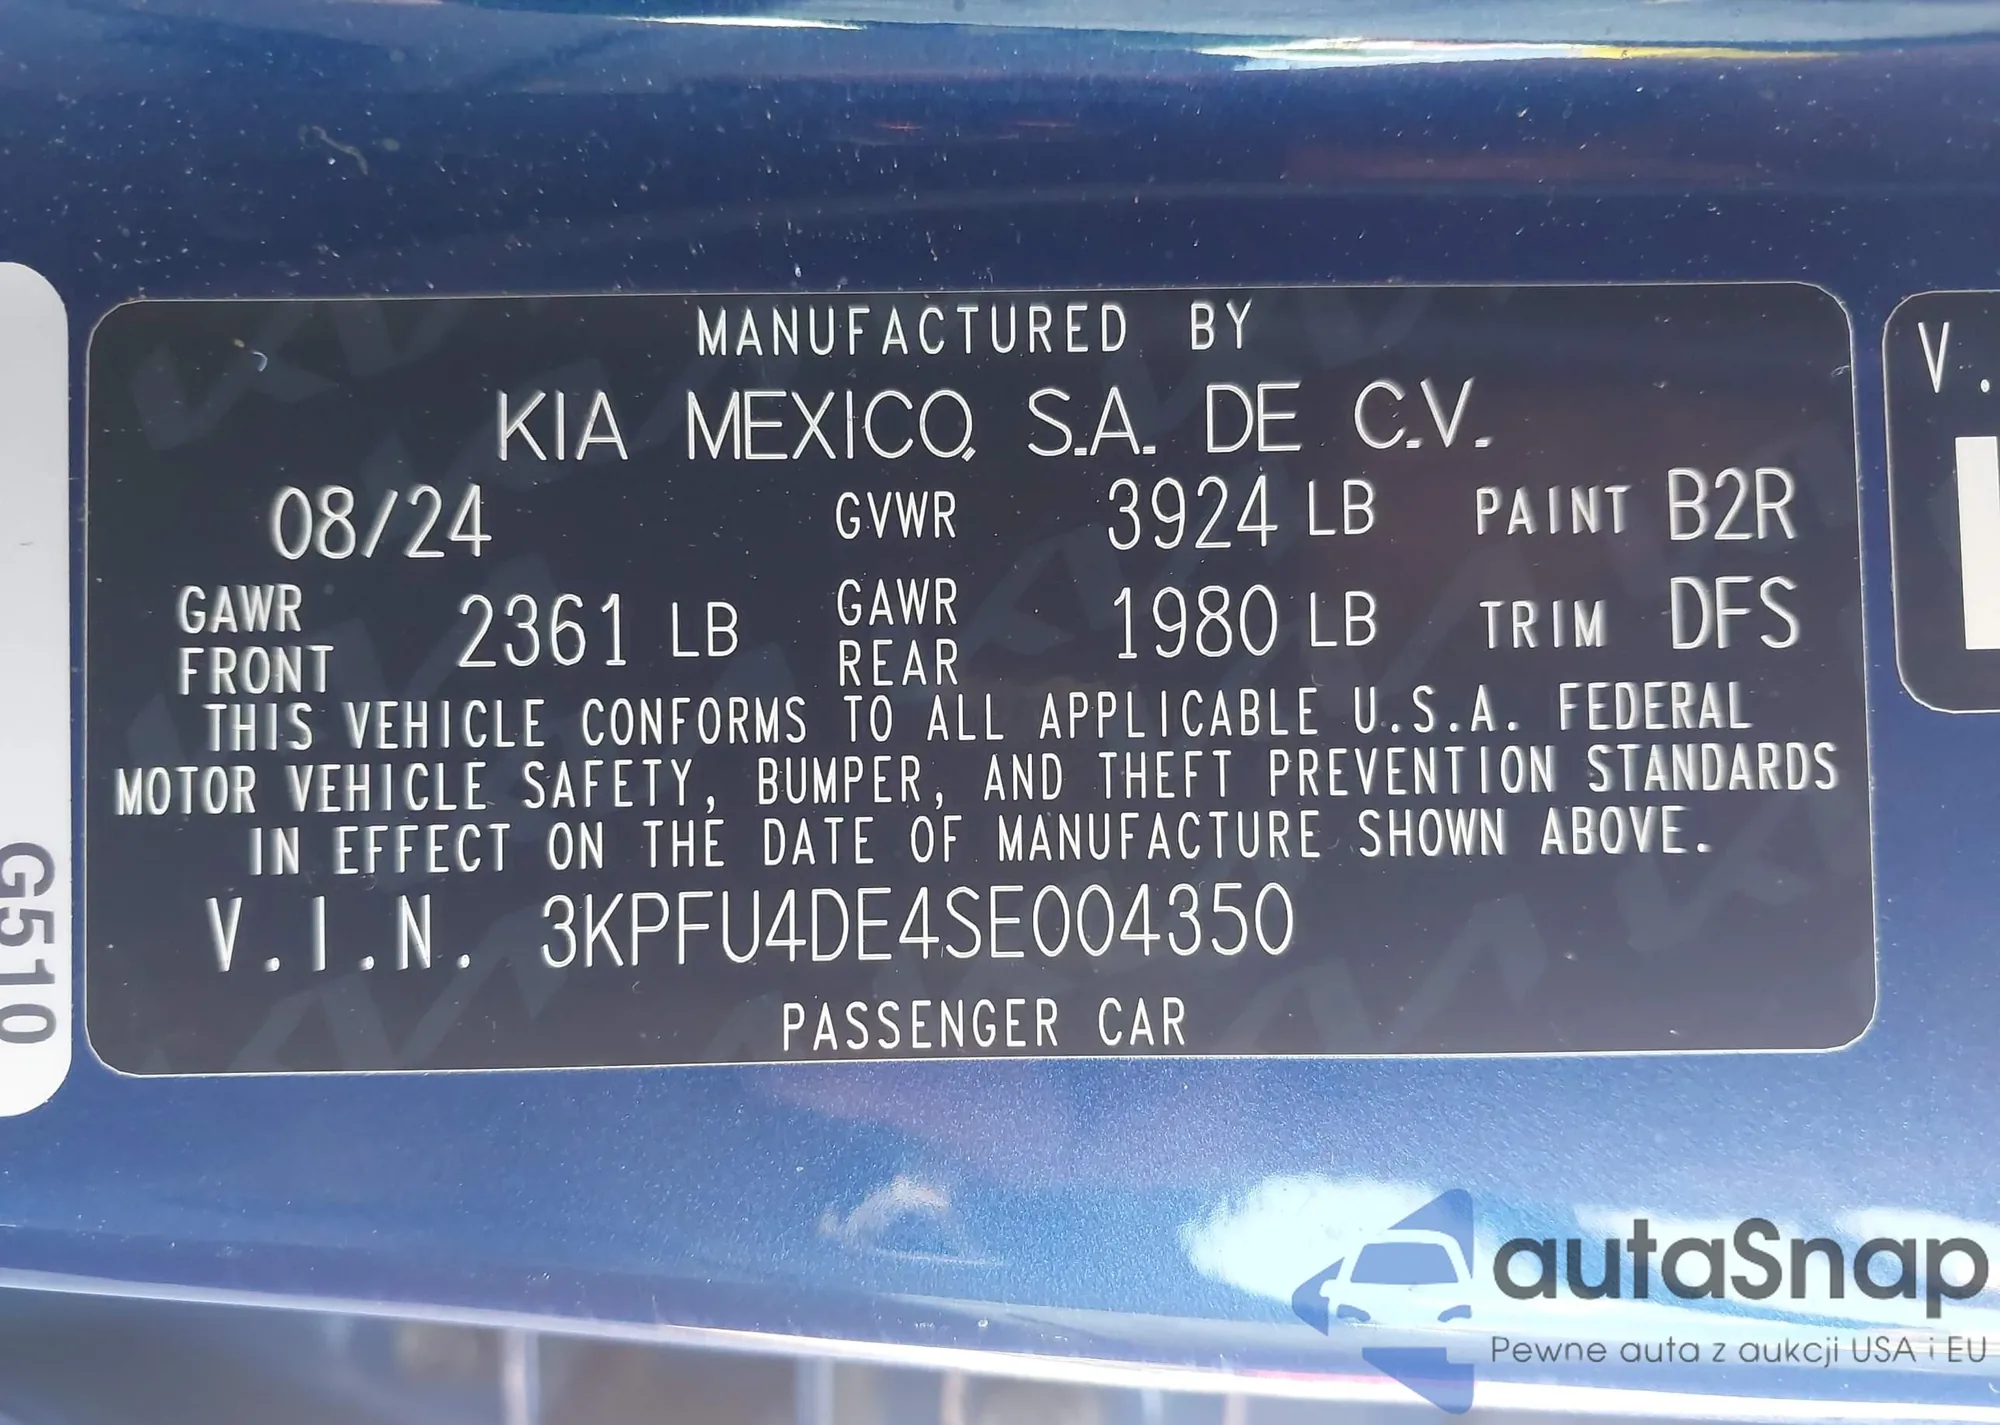 MANUFACTURED BY
KIA MEXICO, S.A. DE C.V.
08/24 GVWR 3924 LB PAINT B2R
GAWR FRONT 2361 LB GAWR REAR 1980 LB TRIM DFS
THIS VEHICLE CONFORMS TO ALL APPLICABLE U.S.A. FEDERAL
MOTOR VEHICLE SAFETY, BUMPER, AND THEFT PREVENTION STANDARDS
IN EFFECT ON THE DATE OF MANUFACTURE SHOWN ABOVE.
V.I.N. 3KPFU4DE4SE004350
PASSENGER CAR
G510
V.
autaSnap
Pewne auta z aukcji USA i EU